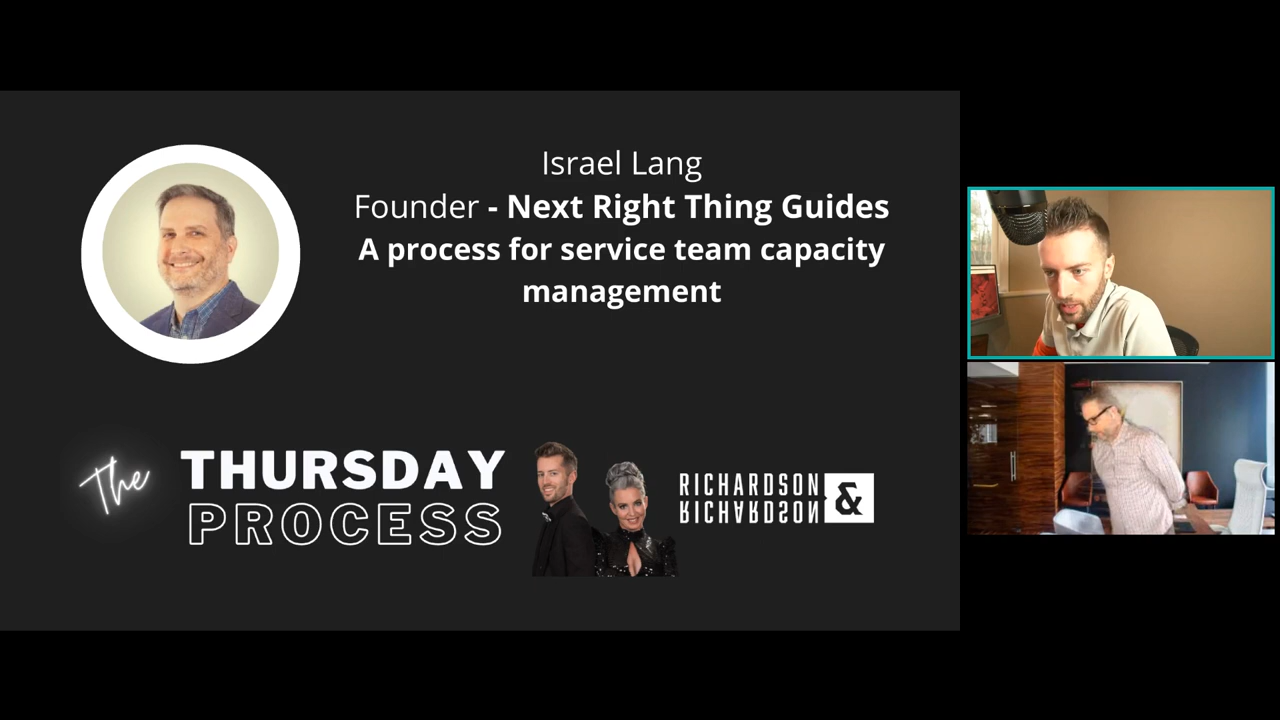 Israel Lang
Founder - Next Right Thing Guides
A process for service team capacity
management
The THURSDAY
PROCESS
RICHARDSON
RICHARDSON &